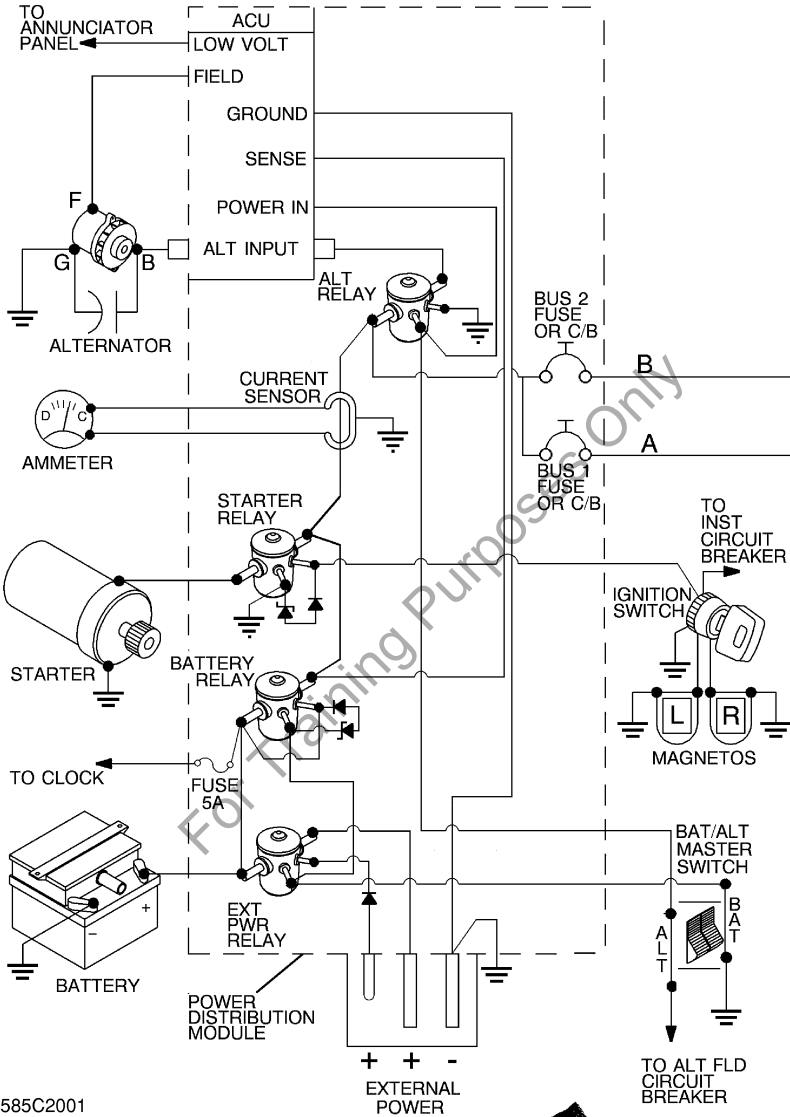 TO
ANNUNCIATOR
PANEL
ACU
LOW VOLT
FIELD
GROUND
SENSE
POWER IN
F
G
B
ALT INPUT
ALTERNATOR
ALT
RELAY
BUS 2
FUSE
OR C/B
B
CURRENT
SENSOR
D
C
AMMETER
A
BUS 1
FUSE
OR C/B
STARTER
RELAY
TO
INST
CIRCUIT
BREAKER
IGNITION
SWITCH
STARTER
BATTERY
RELAY
L
R
MAGNETOS
TO CLOCK
FUSE
5A
BAT/ALT
MASTER
SWITCH
BAT
ALT
+
−
EXT
PWR
RELAY
BATTERY
POWER
DISTRIBUTION
MODULE
+ + -
EXTERNAL
POWER
TO ALT FLD
CIRCUIT
BREAKER
585C2001
For Training Purposes Only